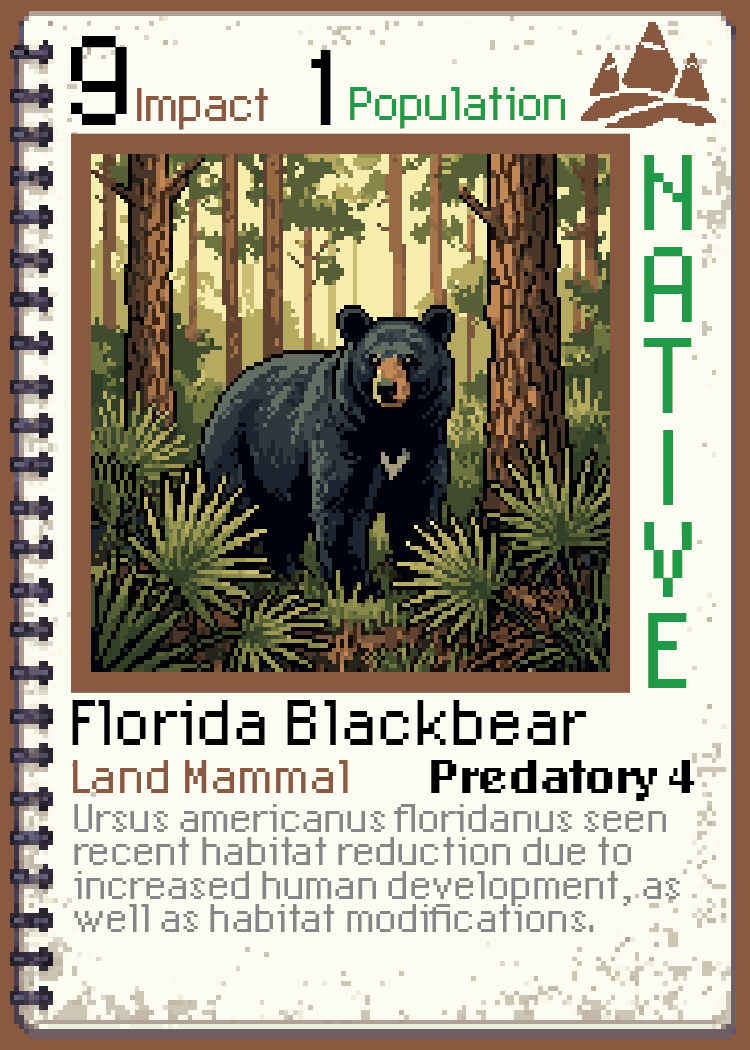 9 Impact 1 Population
NATIVE
Florida Blackbear
Land Mammal Predatory 4
Ursus americanus floridanus seen
recent habitat reduction due to
increased human development, as
well as habitat modifications.